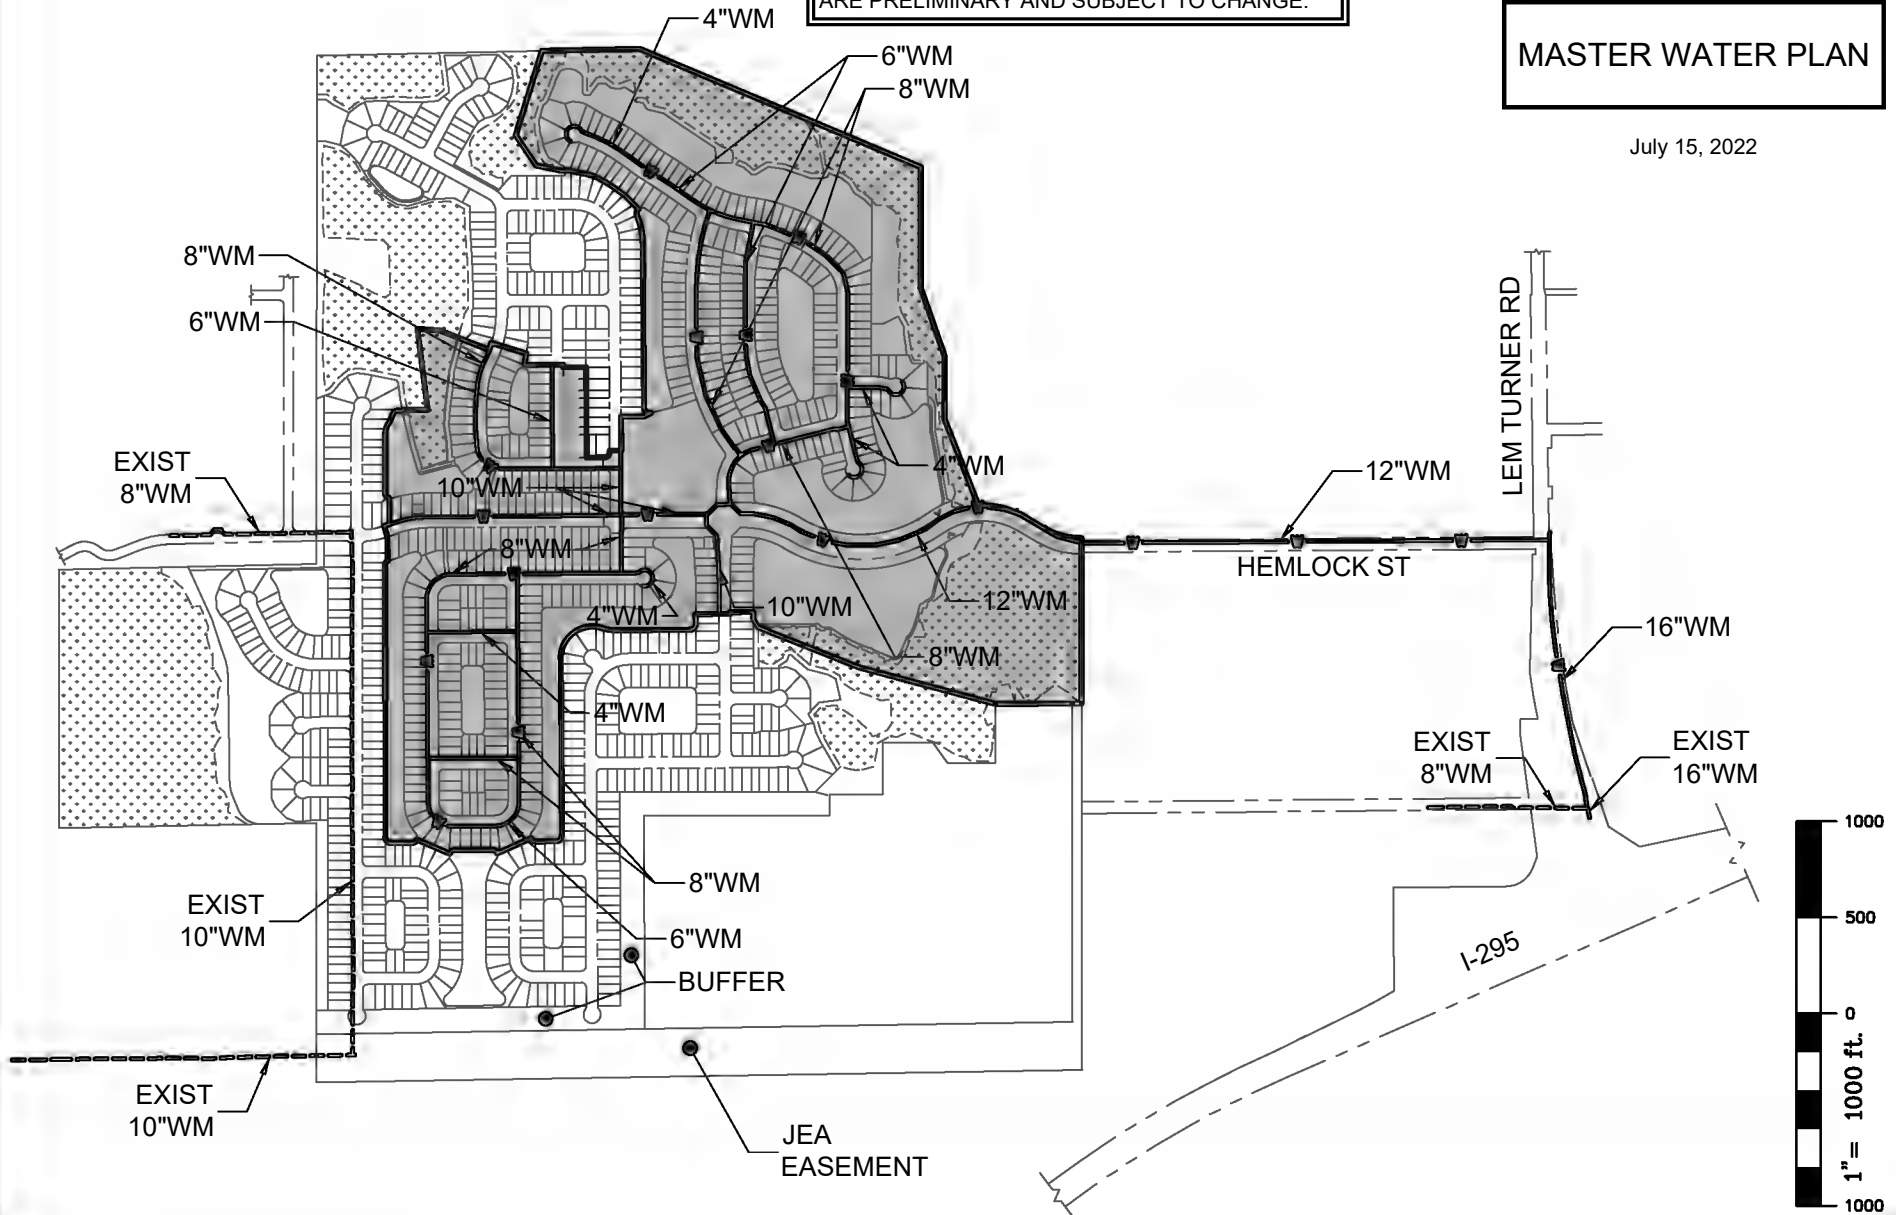 ARE PRELIMINARY AND SUBJECT TO CHANGE.
MASTER WATER PLAN
July 15, 2022
4"WM
6"WM
8"WM
8"WM
6"WM
EXIST
8"WM
10"WM
4"WM
12"WM
LEM TURNER RD
HEMLOCK ST
8"WM
4"WM
10"WM
12"WM
8"WM
16"WM
4"WM
EXIST
8"WM
EXIST
16"WM
8"WM
EXIST
10"WM
6"WM
BUFFER
I-295
EXIST
10"WM
JEA
EASEMENT
1000
500
0
1000
1"= 1000 ft.